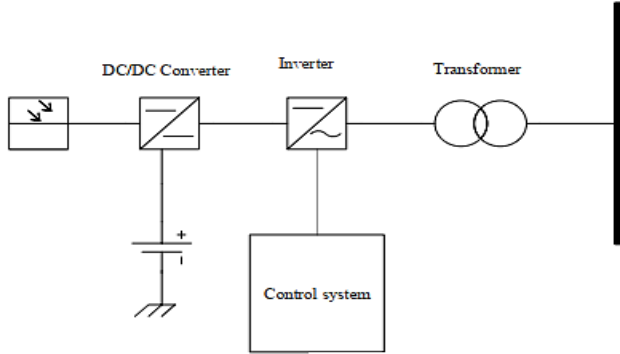 DC/DC Converter
Inverter
Transformer
+
Control system